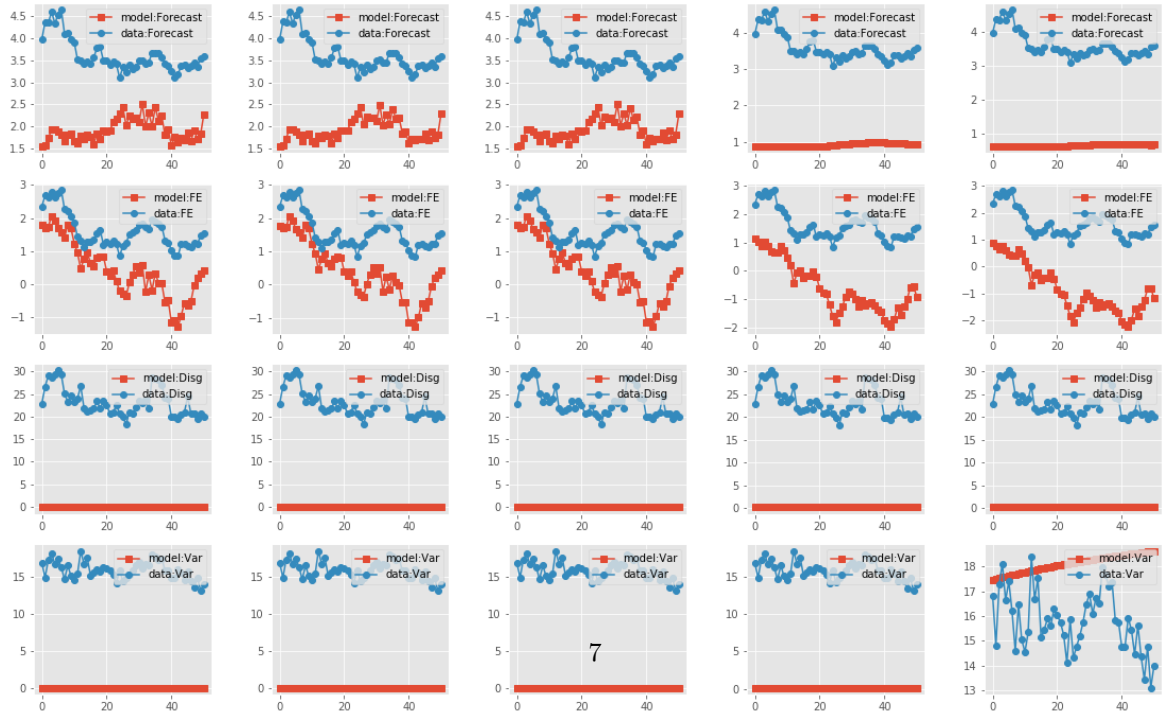 model:Forecast
data:Forecast
4.5
4.0
3.5
3.0
2.5
2.0
1.5
0 20 40
model:Forecast
data:Forecast
4.5
4.0
3.5
3.0
2.5
2.0
1.5
0 20 40
model:Forecast
data:Forecast
4.5
4.0
3.5
3.0
2.5
2.0
1.5
0 20 40
model:Forecast
data:Forecast
4
3
2
1
0 20 40
model:Forecast
data:Forecast
4
3
2
1
0 20 40
model:FE
data:FE
3
2
1
0
−1
0 20 40
model:FE
data:FE
3
2
1
0
−1
0 20 40
model:FE
data:FE
3
2
1
0
−1
0 20 40
model:FE
data:FE
3
2
1
0
−1
−2
0 20 40
model:FE
data:FE
3
2
1
0
−1
−2
0 20 40
model:Disg
data:Disg
30
25
20
15
10
5
0
0 20 40
model:Disg
data:Disg
30
25
20
15
10
5
0
0 20 40
model:Disg
data:Disg
30
25
20
15
10
5
0
0 20 40
model:Disg
data:Disg
30
25
20
15
10
5
0
0 20 40
model:Disg
data:Disg
30
25
20
15
10
5
0
0 20 40
model:Var
data:Var
15
10
5
0
0 20 40
model:Var
data:Var
15
10
5
0
0 20 40
model:Var
data:Var
15
10
5
0
0 20 40
7
model:Var
data:Var
15
10
5
0
0 20 40
model:Var
data:Var
18
17
16
15
14
13
0 20 40